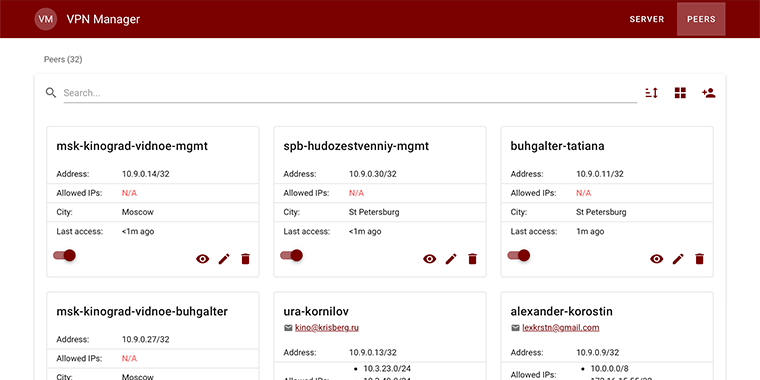 VM VPN Manager SERVER PEERS
Peers (32)
Search...
msk-kinograd-vidnoe-mgmt
Address: 10.9.0.14/32
Allowed IPs: N/A
City: Moscow
Last access: <1m ago
spb-hudozestvenniy-mgmt
Address: 10.9.0.30/32
Allowed IPs: N/A
City: St Petersburg
Last access: <1m ago
buhgalter-tatiana
Address: 10.9.0.11/32
Allowed IPs: N/A
City: St Petersburg
Last access: 1m ago
msk-kinograd-vidnoe-buhgalter
Address: 10.9.0.27/32
Allowed IPs: N/A
City: Moscow
ura-kornilov
kino@krisberg.ru
Address: 10.9.0.13/32
• 10.3.23.0/24
Allowed IPs:
alexander-korostin
lexkrstn@gmail.com
Address: 10.9.0.9/32
• 10.0.0.0/8
Allowed IPs: